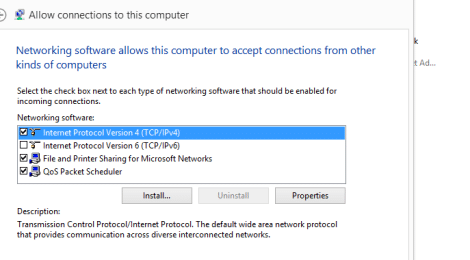 Allow connections to this computer
Networking software allows this computer to accept connections from other
kinds of computers
Select the check box next to each type of networking software that should be enabled for
incoming connections.
Networking software:
Internet Protocol Version 4 (TCP/IPv4)
Internet Protocol Version 6 (TCP/IPv6)
File and Printer Sharing for Microsoft Networks
QoS Packet Scheduler
Install... Uninstall Properties
Description:
Transmission Control Protocol/Internet Protocol. The default wide area network protocol
that provides communication across diverse interconnected networks.
k
t Ad...